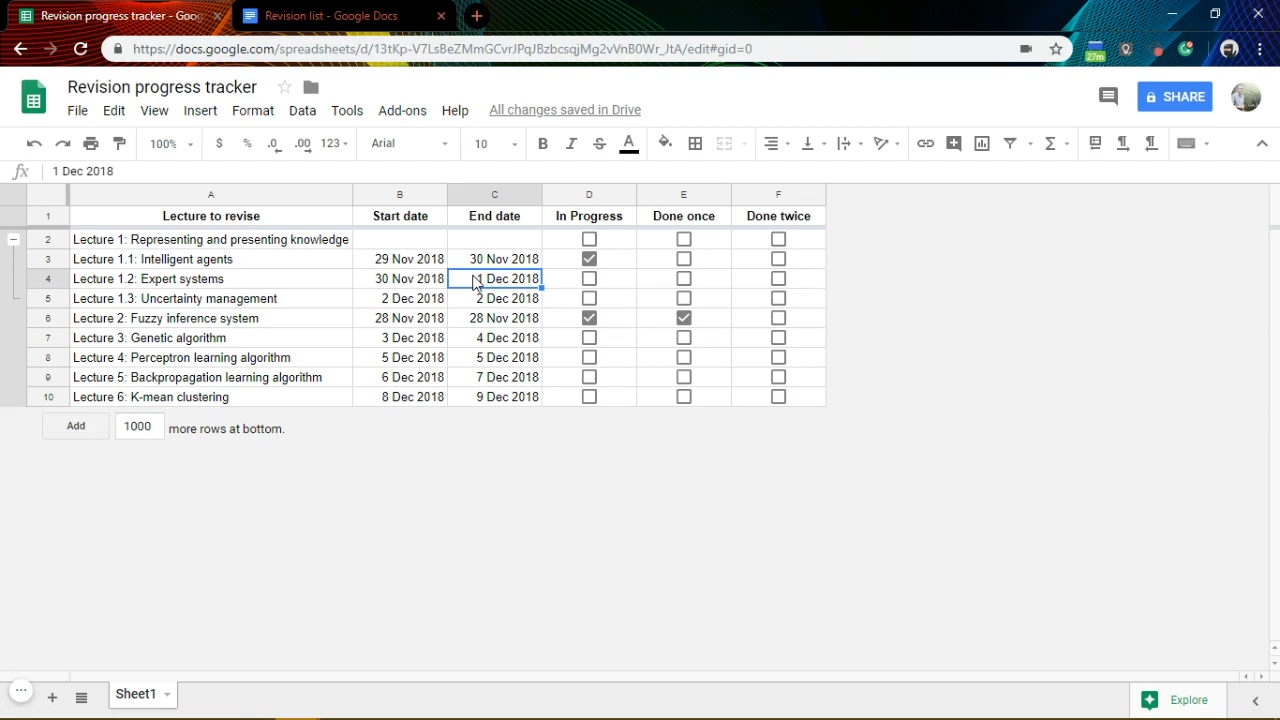 Revision progress tracker - Goo
Revision list - Google Docs
https://docs.google.com/spreadsheets/d/13tKp-V7LsBeZMmGCvrJPqJBzbcsqjMg2vVnB0Wr_JtA/edit#gid=0
27m
Revision progress tracker
File Edit View Insert Format Data Tools Add-ons Help All changes saved in Drive
SHARE
100% $ % .0 .00 123 Arial 10 B I S A
fx 1 Dec 2018
A B C D E F
1 Lecture to revise Start date End date In Progress Done once Done twice
2 Lecture 1: Representing and presenting knowledge
3 Lecture 1.1: Intelligent agents 29 Nov 2018 30 Nov 2018
4 Lecture 1.2: Expert systems 30 Nov 2018 1 Dec 2018
5 Lecture 1.3: Uncertainty management 2 Dec 2018 2 Dec 2018
6 Lecture 2: Fuzzy inference system 28 Nov 2018 28 Nov 2018
7 Lecture 3: Genetic algorithm 3 Dec 2018 4 Dec 2018
8 Lecture 4: Perceptron learning algorithm 5 Dec 2018 5 Dec 2018
9 Lecture 5: Backpropagation learning algorithm 6 Dec 2018 7 Dec 2018
10 Lecture 6: K-mean clustering 8 Dec 2018 9 Dec 2018
Add 1000 more rows at bottom.
Sheet1
Explore